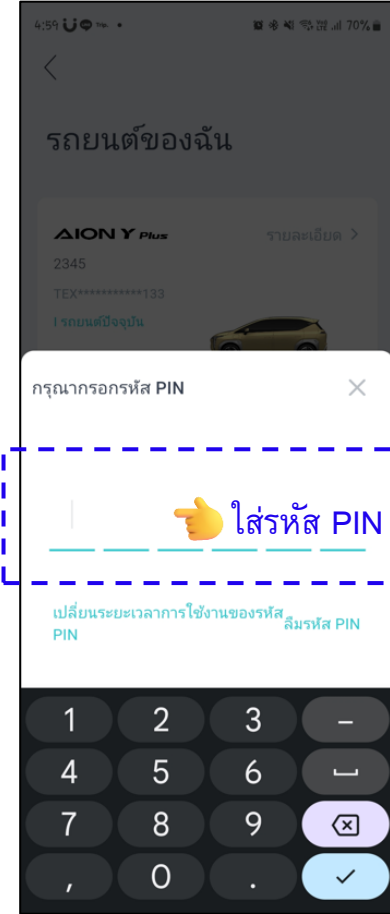 4:59
70%
รถยนต์ของฉัน
AION Y Plus
รายละเอียด >
2345
TEX***********133
I รถยนต์ปัจจุบัน
กรุณากรอกรหัส PIN
ใส่รหัส PIN
เปลี่ยนระยะเวลาการใช้งานของรหัส
PIN
ลืมรหัส PIN
1 2 3 –
4 5 6
7 8 9
, 0 .